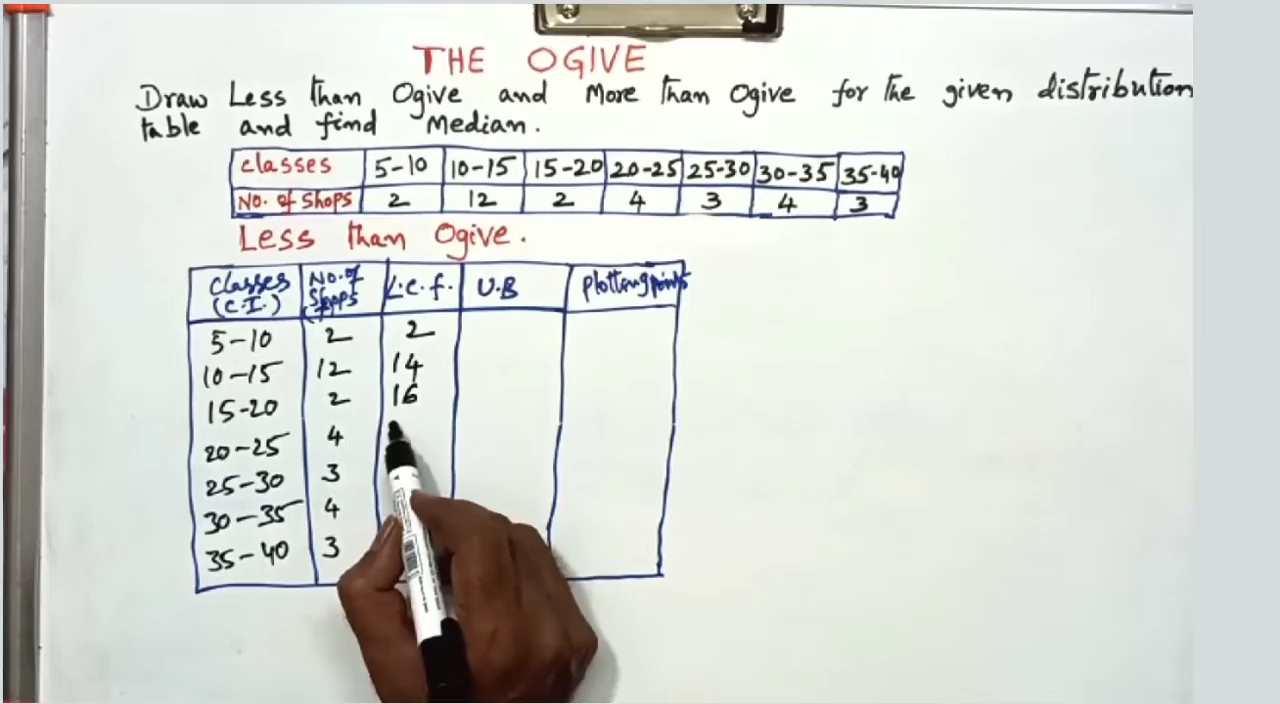 THE OGIVE
Draw Less than Ogive and More than Ogive for the given distribution
table and find Median.
Classes 5-10 10-15 15-20 20-25 25-30 30-35 35-40
No. of Shops 2 12 2 4 3 4 3
Less than Ogive.
Classes (C.I.) No. of Shops (f) L.c.f. U.B Plotting points
5-10 2 2
10-15 12 14
15-20 2 16
20-25 4
25-30 3
30-35 4
35-40 3